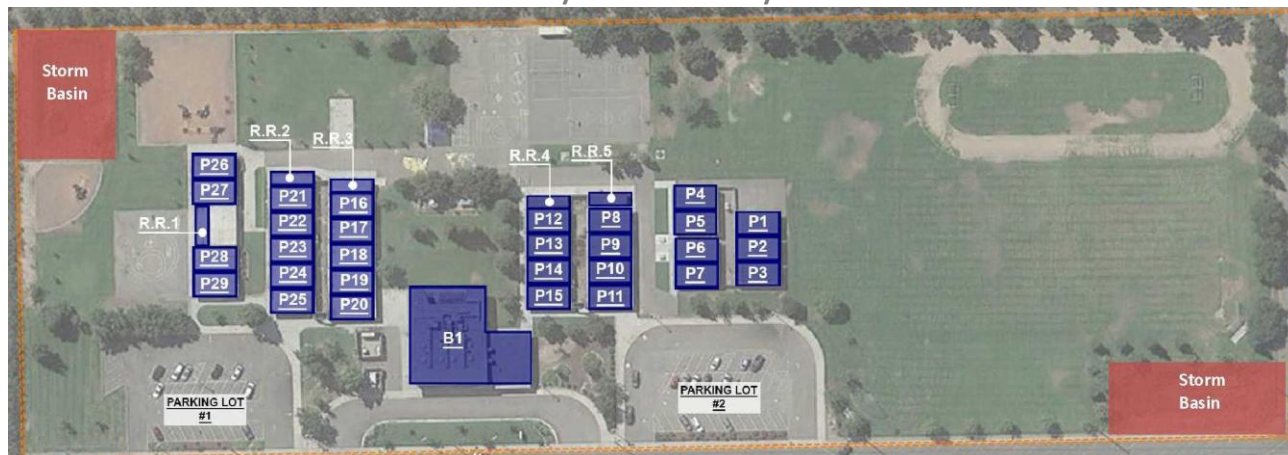 Storm
Basin
R.R.2
R.R.3
R.R.4
R.R.5
P26
P27
R.R.1
P28
P29
P21
P22
P23
P24
P25
P16
P17
P18
P19
P20
P12
P13
P14
P15
P8
P9
P10
P11
P4
P5
P6
P7
P1
P2
P3
B1
PARKING LOT
#1
PARKING LOT
#2
Storm
Basin